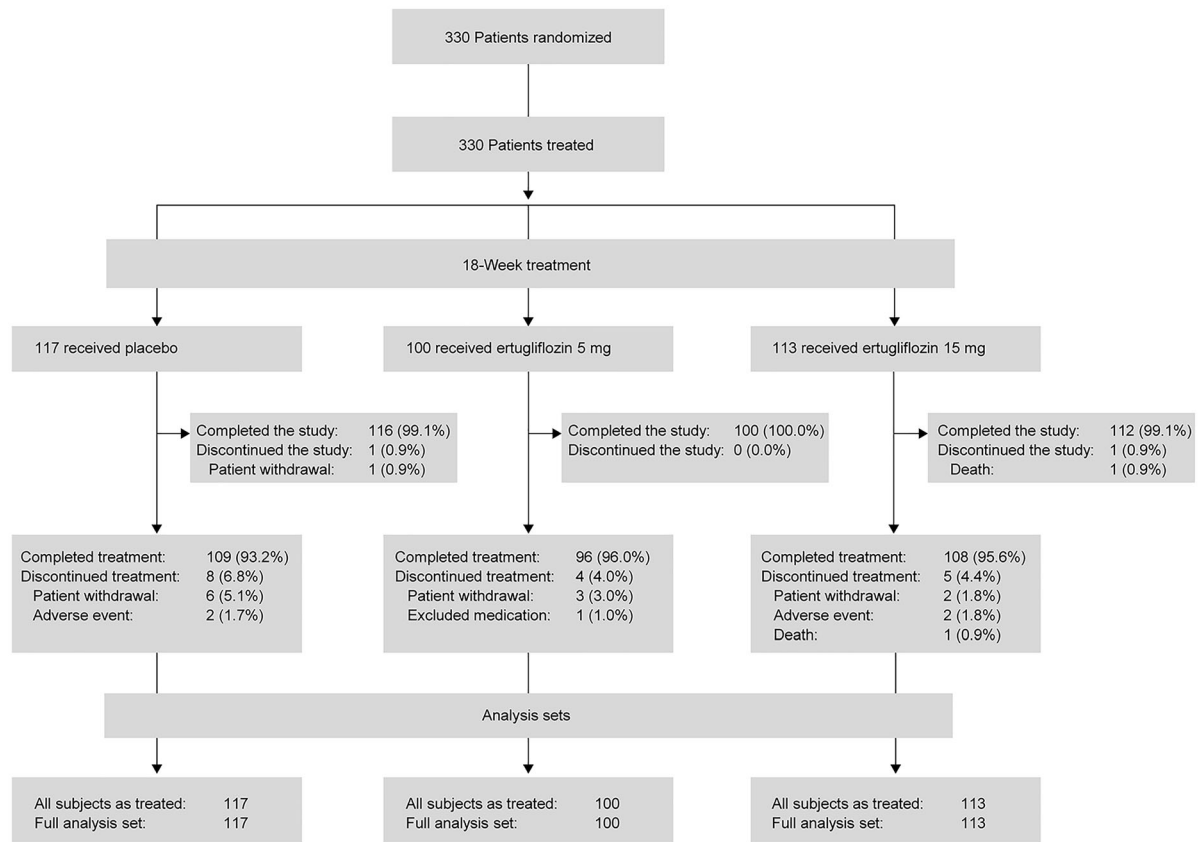 330 Patients randomized
330 Patients treated
18-Week treatment
117 received placebo
100 received ertugliflozin 5 mg
113 received ertugliflozin 15 mg
Completed the study: 116 (99.1%)
Discontinued the study: 1 (0.9%)
Patient withdrawal: 1 (0.9%)
Completed the study: 100 (100.0%)
Discontinued the study: 0 (0.0%)
Completed the study: 112 (99.1%)
Discontinued the study: 1 (0.9%)
Death: 1 (0.9%)
Completed treatment: 109 (93.2%)
Discontinued treatment: 8 (6.8%)
Patient withdrawal: 6 (5.1%)
Adverse event: 2 (1.7%)
Completed treatment: 96 (96.0%)
Discontinued treatment: 4 (4.0%)
Patient withdrawal: 3 (3.0%)
Excluded medication: 1 (1.0%)
Completed treatment: 108 (95.6%)
Discontinued treatment: 5 (4.4%)
Patient withdrawal: 2 (1.8%)
Adverse event: 2 (1.8%)
Death: 1 (0.9%)
Analysis sets
All subjects as treated: 117
Full analysis set: 117
All subjects as treated: 100
Full analysis set: 100
All subjects as treated: 113
Full analysis set: 113